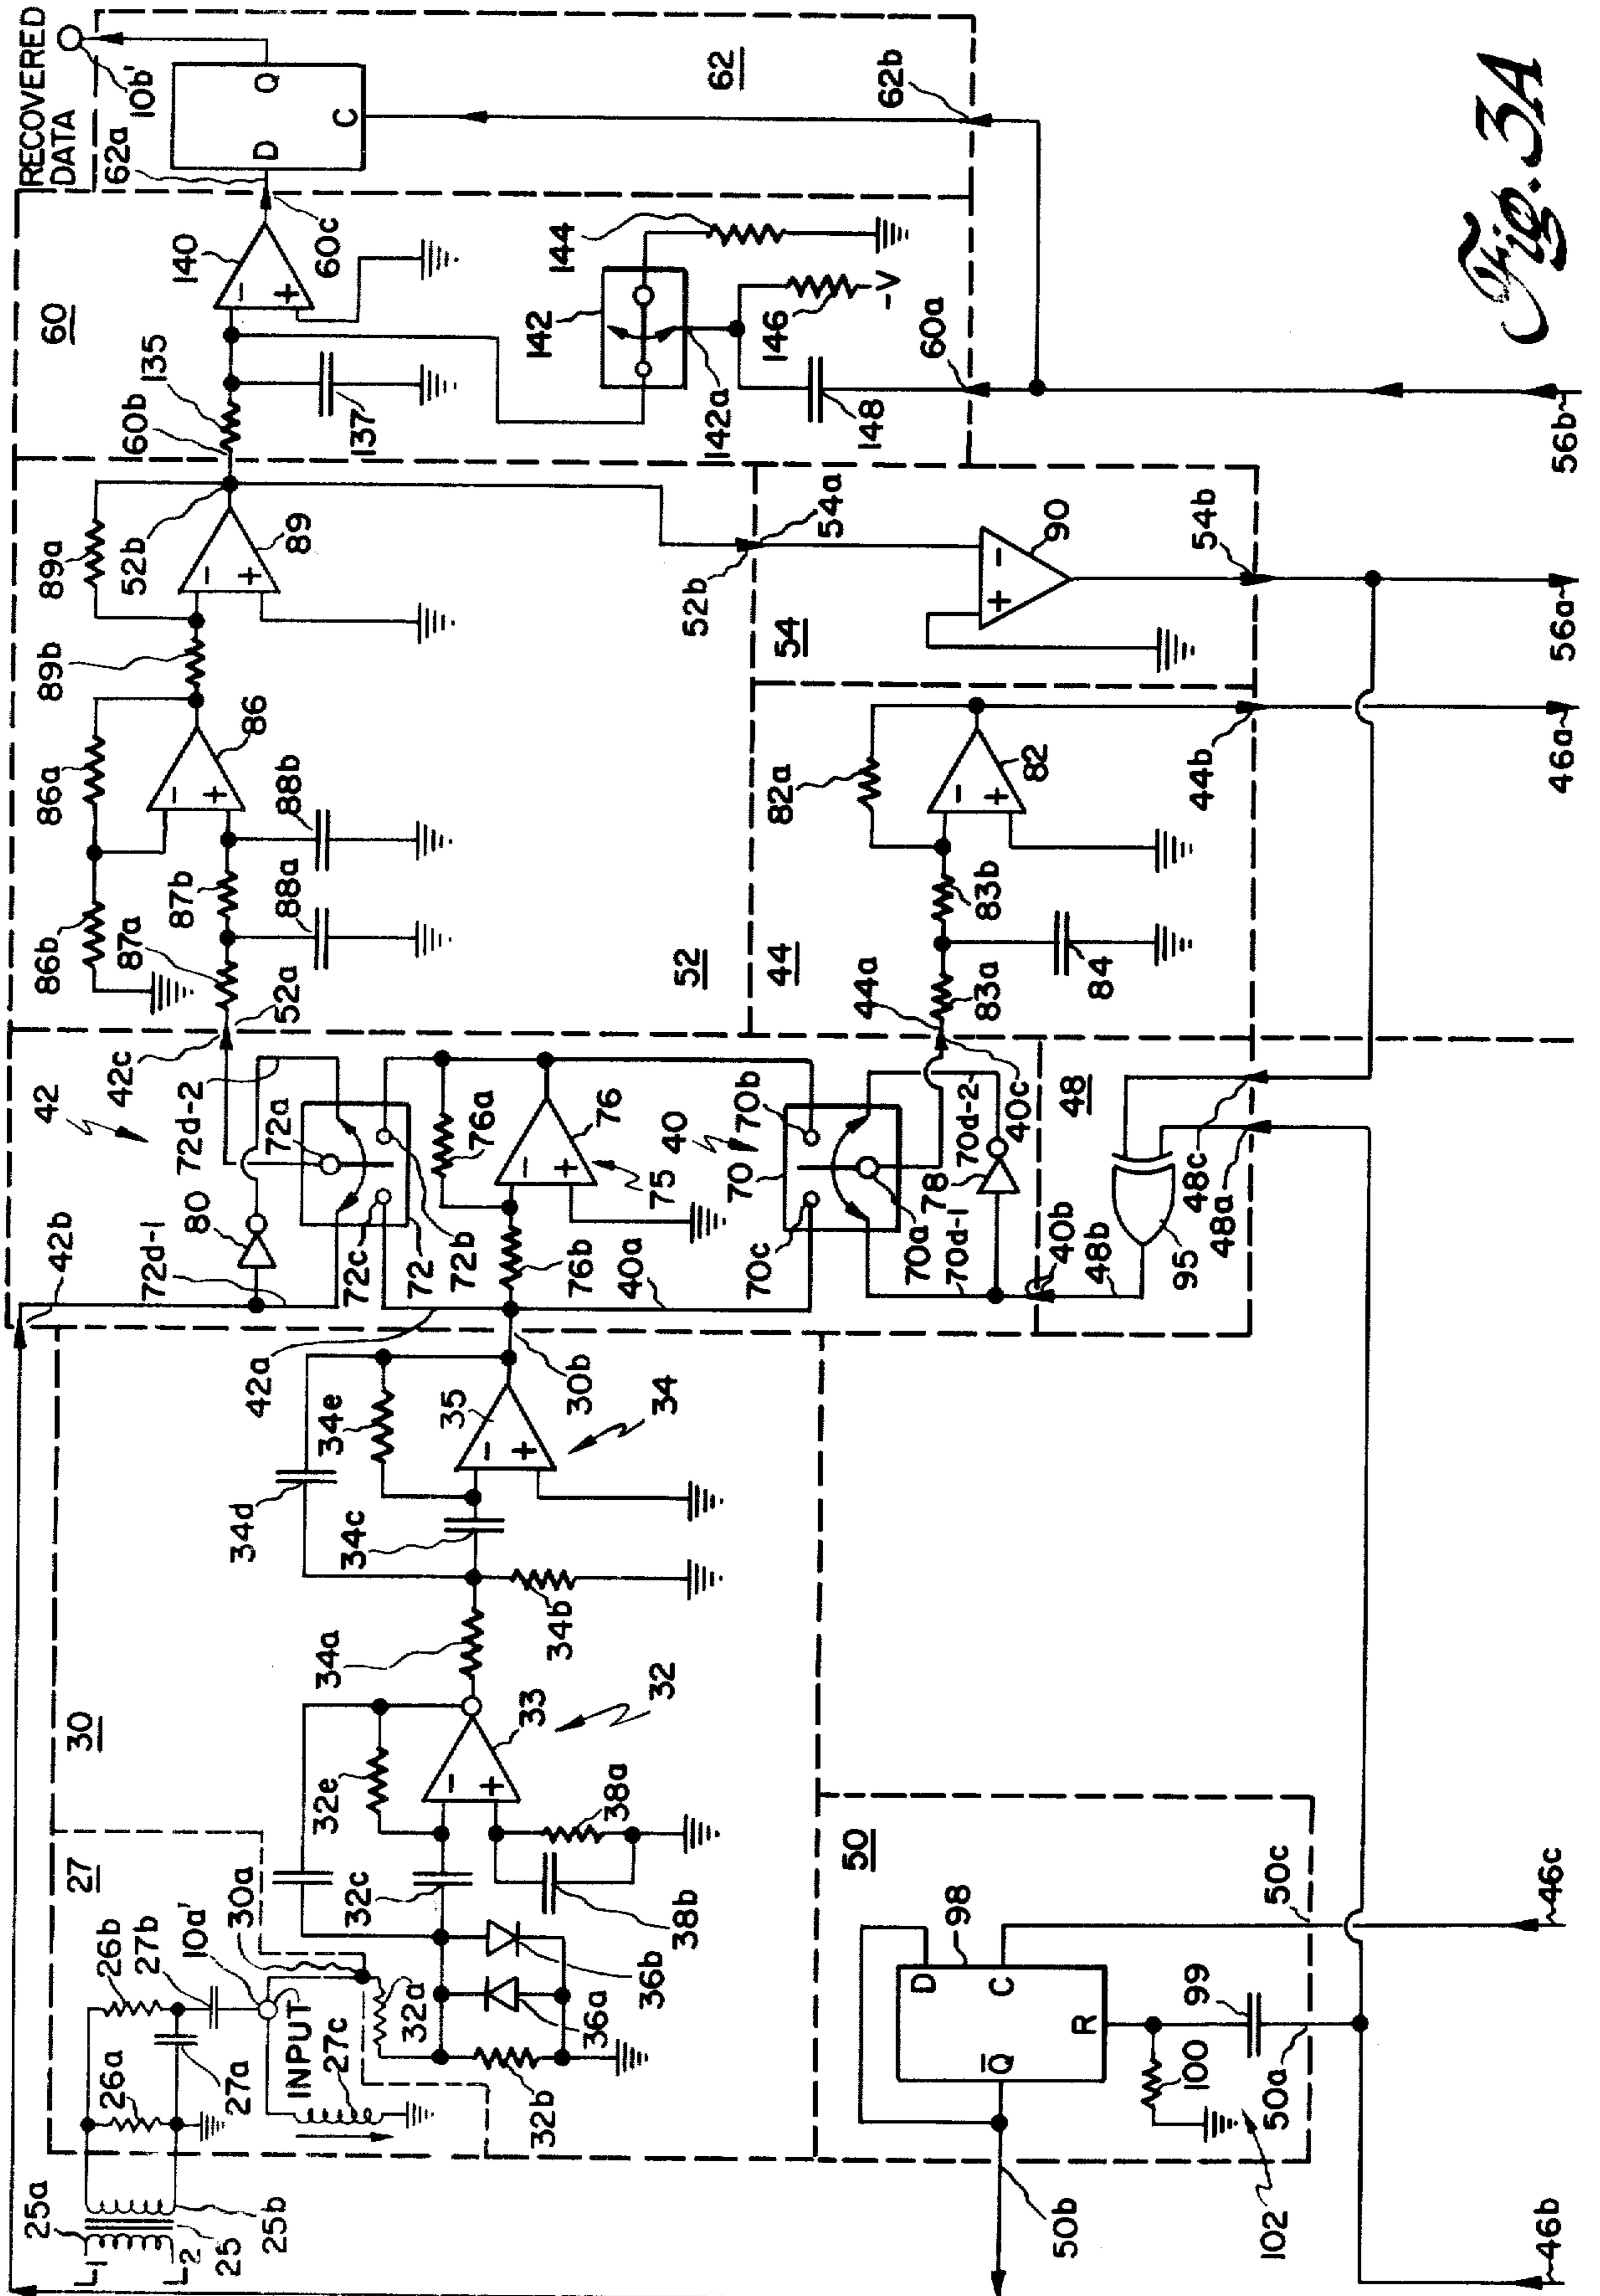 RECOVERED
DATA
10b'
62a
D
Q
C
62
62b
60
140
60c
142
144
135
60b
137
146
-V
142a
148
60a
56b
89a
52b
89
89b
52b
54a
54
90
54b
56a
86a
86
86b
87b
88b
87a
88a
52a
52
44
82a
82
83b
44a
83a
84
44b
46a
42
42c
72d-2
72a
42b
72d-1
80
72c
72
72b
76a
76
75
76b
40
40a
70b
70
70c
70a
78
70d-2
40c
70d-1
40b
48
48b
48c
48a
95
42a
30b
34
34e
35
34d
34c
34b
34a
30
33
32
32e
38a
32c
38b
36b
36a
32a
32b
27
26b
27b
10a'
30a
26a
27a
INPUT
27c
25a
L1
L2
25
25b
50
98
D
C
Q
R
50c
99
100
50a
102
50b
46c
46b
Fig. 3A